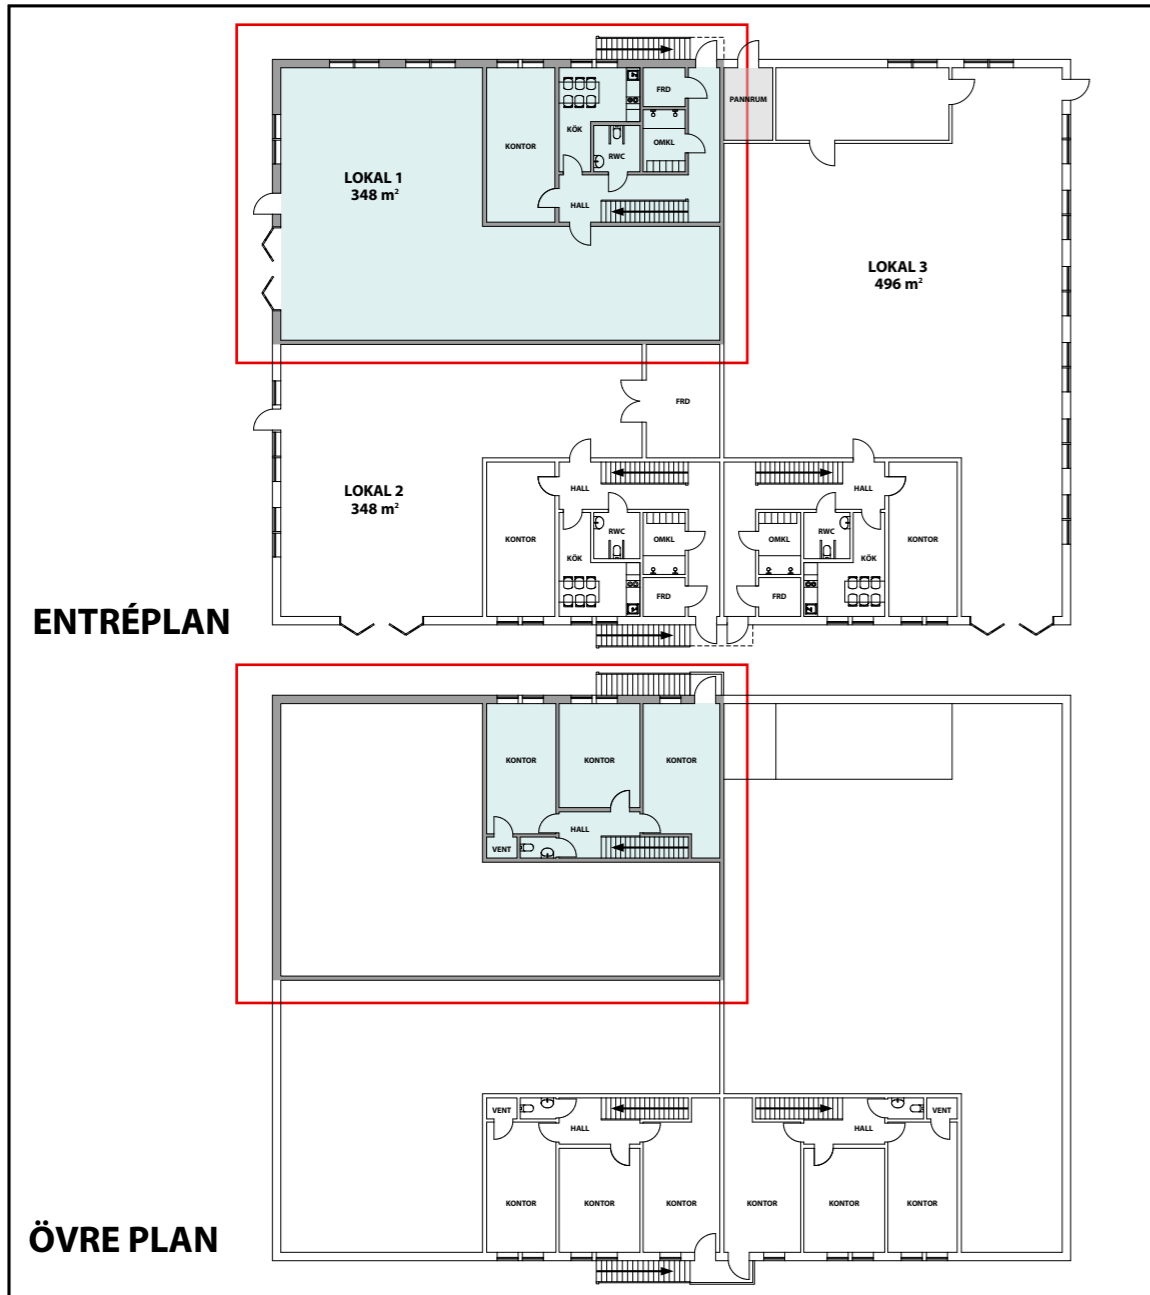 FRD
PANNRUM
KÖK
KONTOR
RWC
OMKL
LOKAL 1
348 m²
HALL
LOKAL 3
496 m²
FRD
LOKAL 2
348 m²
HALL
HALL
KONTOR
RWC
OMKL
OMKL
RWC
KONTOR
KÖK
KÖK
FRD
FRD
ENTRÉPLAN
KONTOR
KONTOR
KONTOR
HALL
VENT
VENT
VENT
HALL
HALL
KONTOR
KONTOR
KONTOR
KONTOR
KONTOR
KONTOR
ÖVRE PLAN